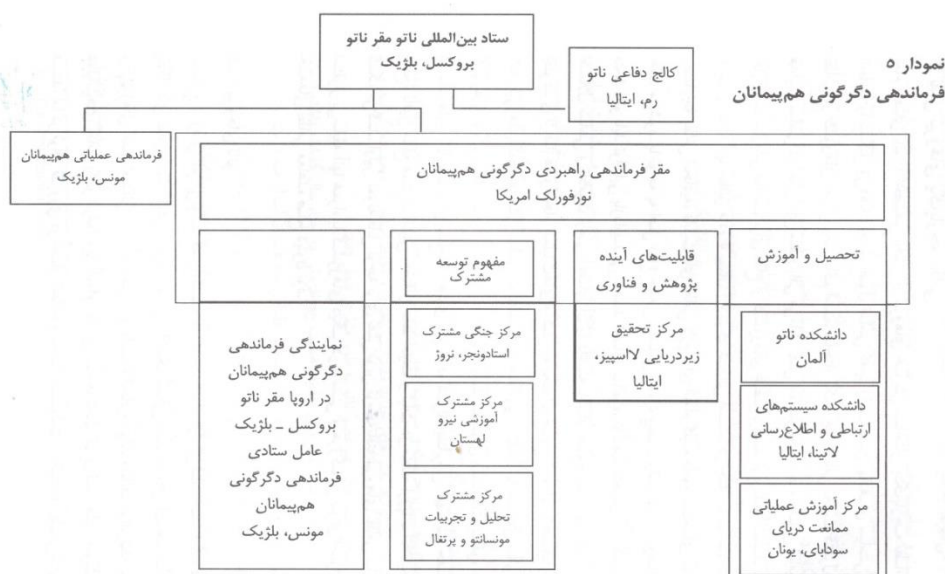 نمودار ۵
فرماندهی دگرگونی هم‌پیمانان
ستاد بین‌المللی ناتو مقر ناتو
بروکسل، بلژیک
کالج دفاعی ناتو
رم، ایتالیا
فرماندهی عملیاتی هم‌پیمانان
مونس، بلژیک
مقر فرماندهی راهبردی دگرگونی هم‌پیمانان
نورفورلک امریکا
تحصیل و آموزش
دانشکده ناتو
آلمان
دانشکده سیستم‌های
ارتباطی و اطلاع‌رسانی
لاتینا، ایتالیا
مرکز آموزش عملیاتی
ممانعت دریای
سودابای، یونان
قابلیت‌های آینده
پژوهش و فناوری
مرکز تحقیق
زیردریایی لااسپیز،
ایتالیا
مفهوم توسعه
مشترک
مرکز جنگی مشترک
استادونجر، نروژ
مرکز مشترک
آموزشی نیرو
لهستان
مرکز مشترک
تحلیل و تجربیات
مونسانتو و پرتغال
نمایندگی فرماندهی
دگرگونی هم‌پیمانان
در اروپا مقر ناتو
بروکسل ـ بلژیک
عامل ستادی
فرماندهی دگرگونی
هم‌پیمانان
مونس، بلژیک